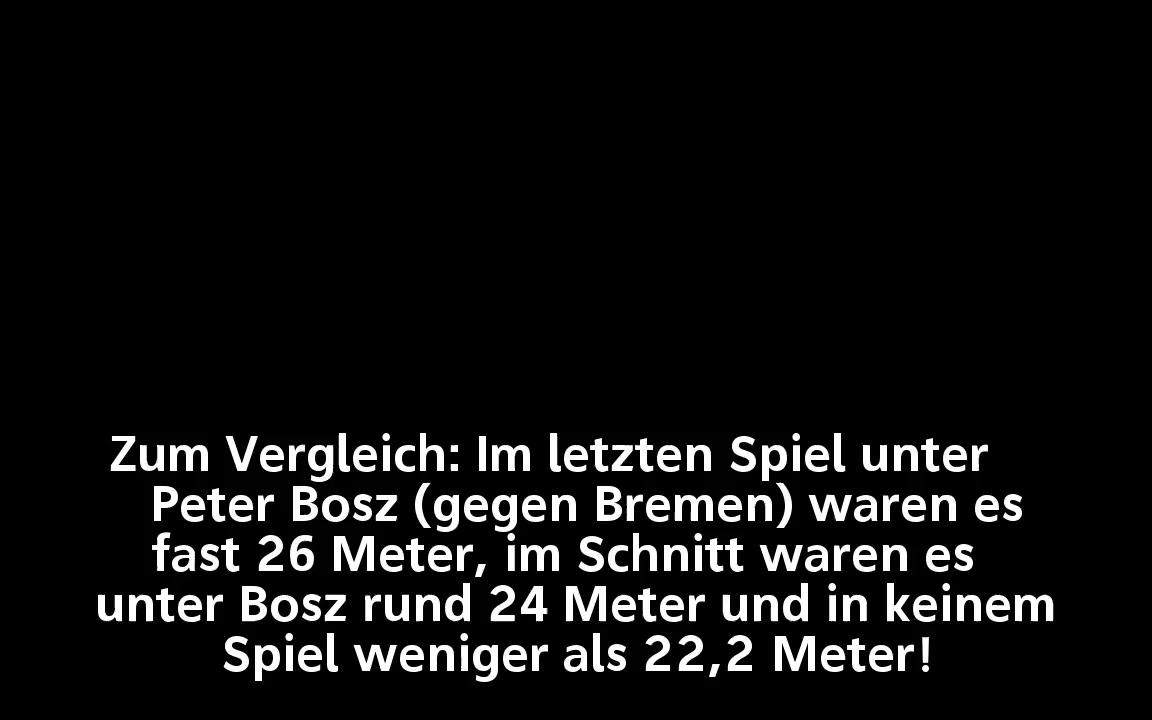 Zum Vergleich: Im letzten Spiel unter
Peter Bosz (gegen Bremen) waren es
fast 26 Meter, im Schnitt waren es
unter Bosz rund 24 Meter und in keinem
Spiel weniger als 22,2 Meter!